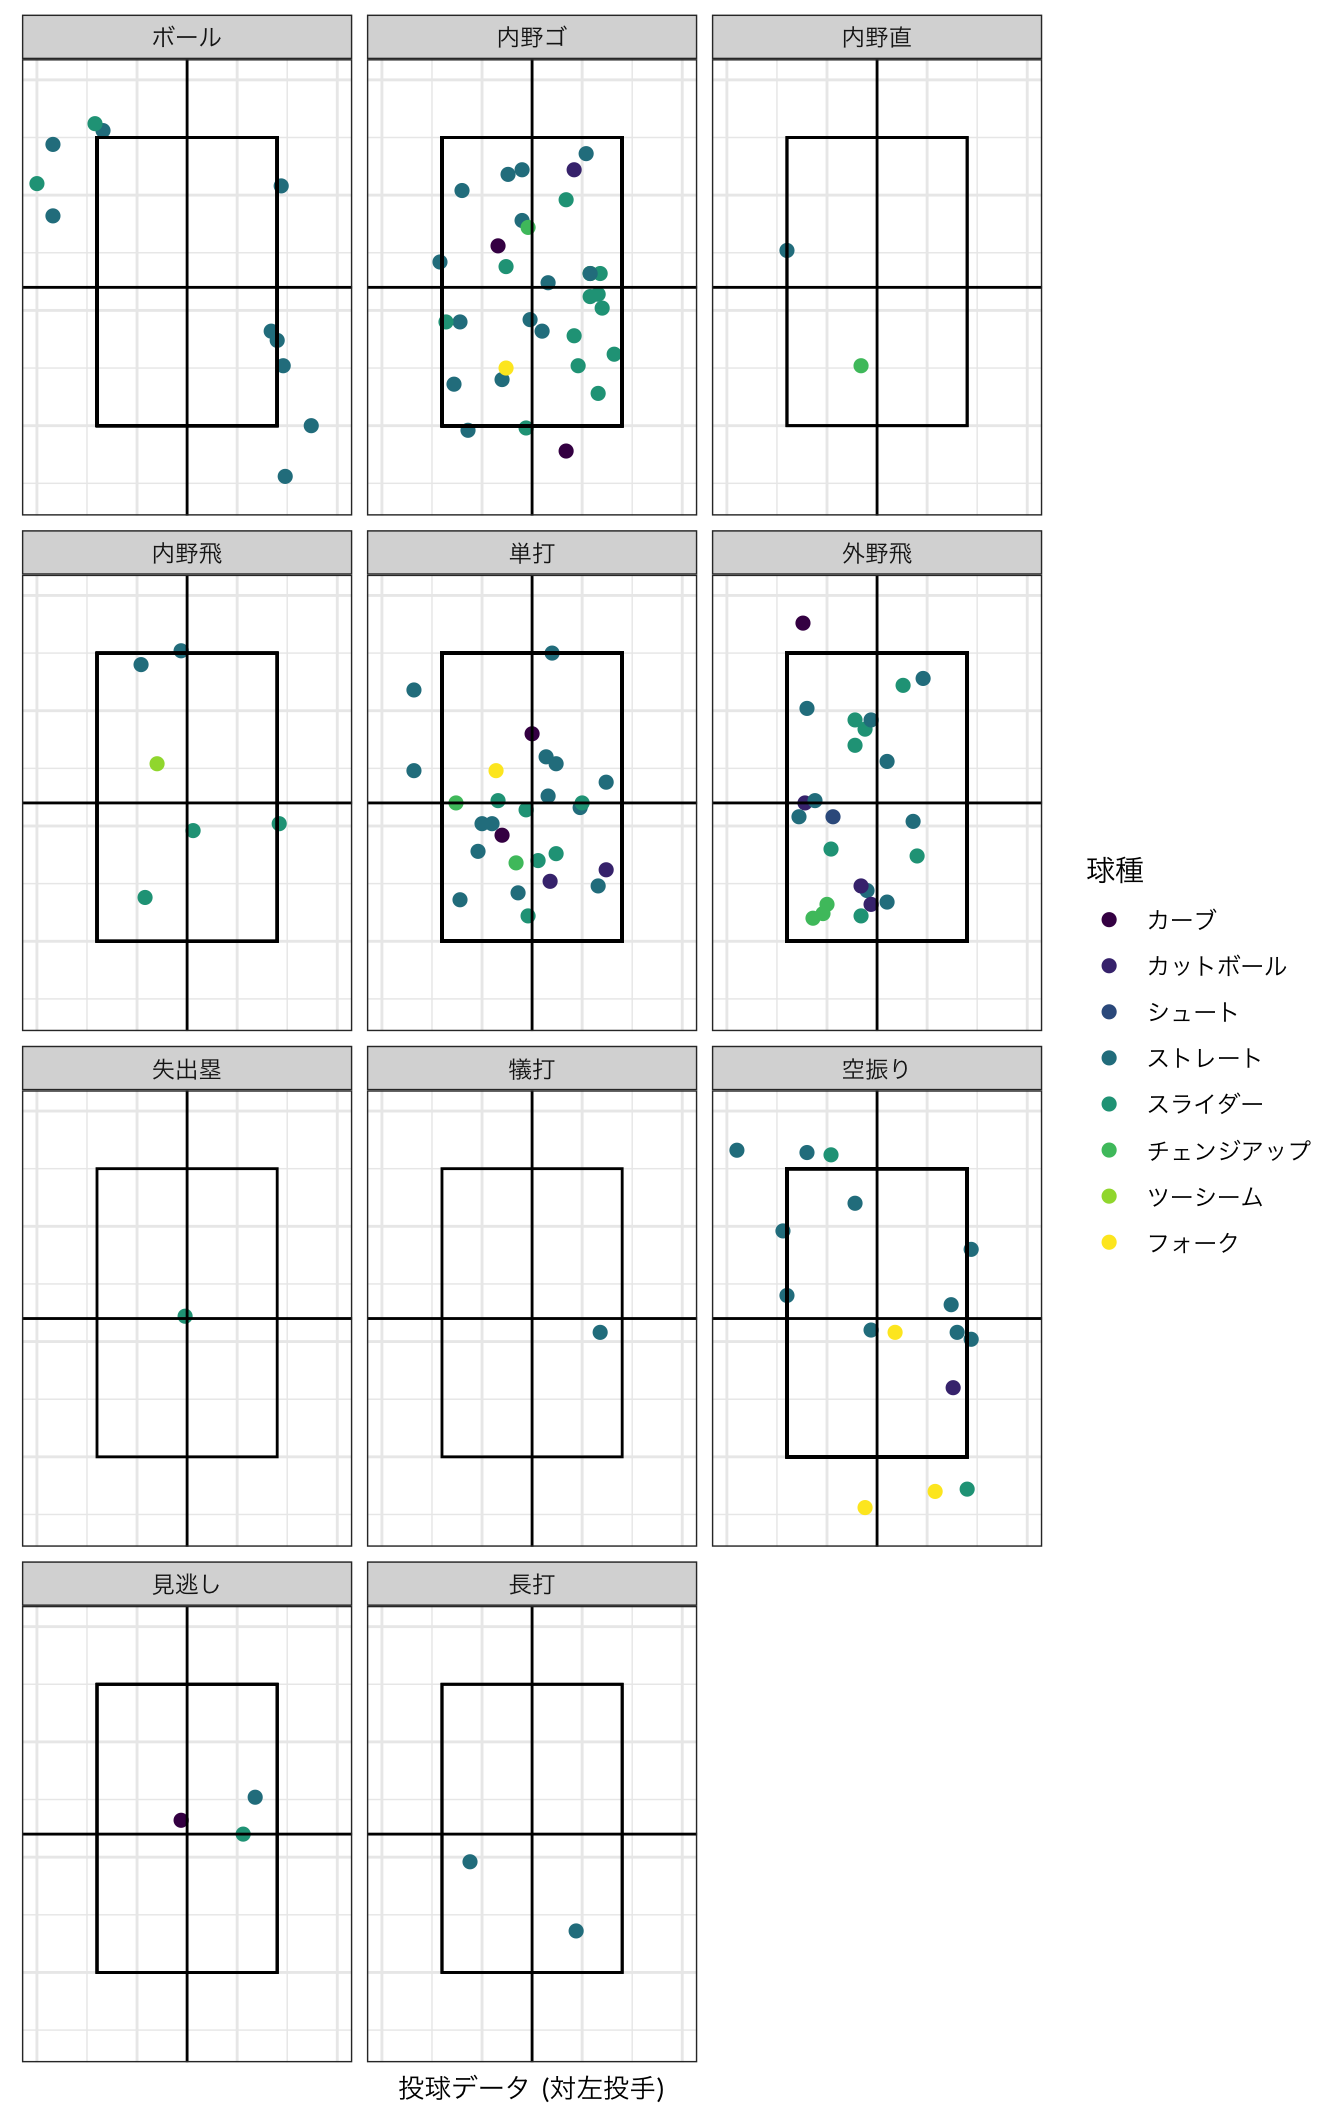 ボール
内野ゴ
内野直
内野飛
単打
外野飛
失出塁
犠打
空振り
見逃し
長打
球種
カーブ
カットボール
シュート
ストレート
スライダー
チェンジアップ
ツーシーム
フォーク
投球データ (対左投手)